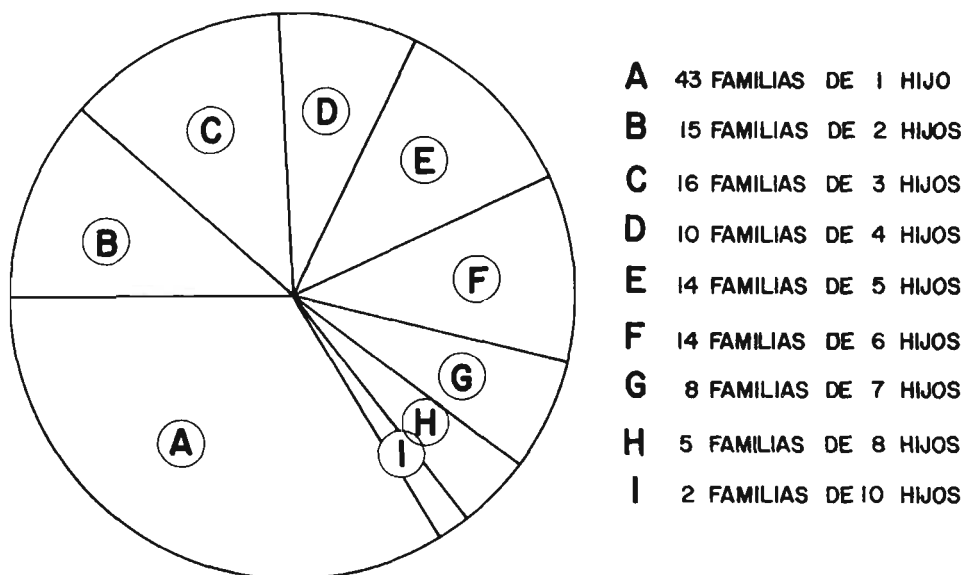 A 43 FAMILIAS DE 1 HIJO
B 15 FAMILIAS DE 2 HIJOS
C 16 FAMILIAS DE 3 HIJOS
D 10 FAMILIAS DE 4 HIJOS
E 14 FAMILIAS DE 5 HIJOS
F 14 FAMILIAS DE 6 HIJOS
G 8 FAMILIAS DE 7 HIJOS
H 5 FAMILIAS DE 8 HIJOS
I 2 FAMILIAS DE 10 HIJOS
D
C
E
B
F
G
H
A
I